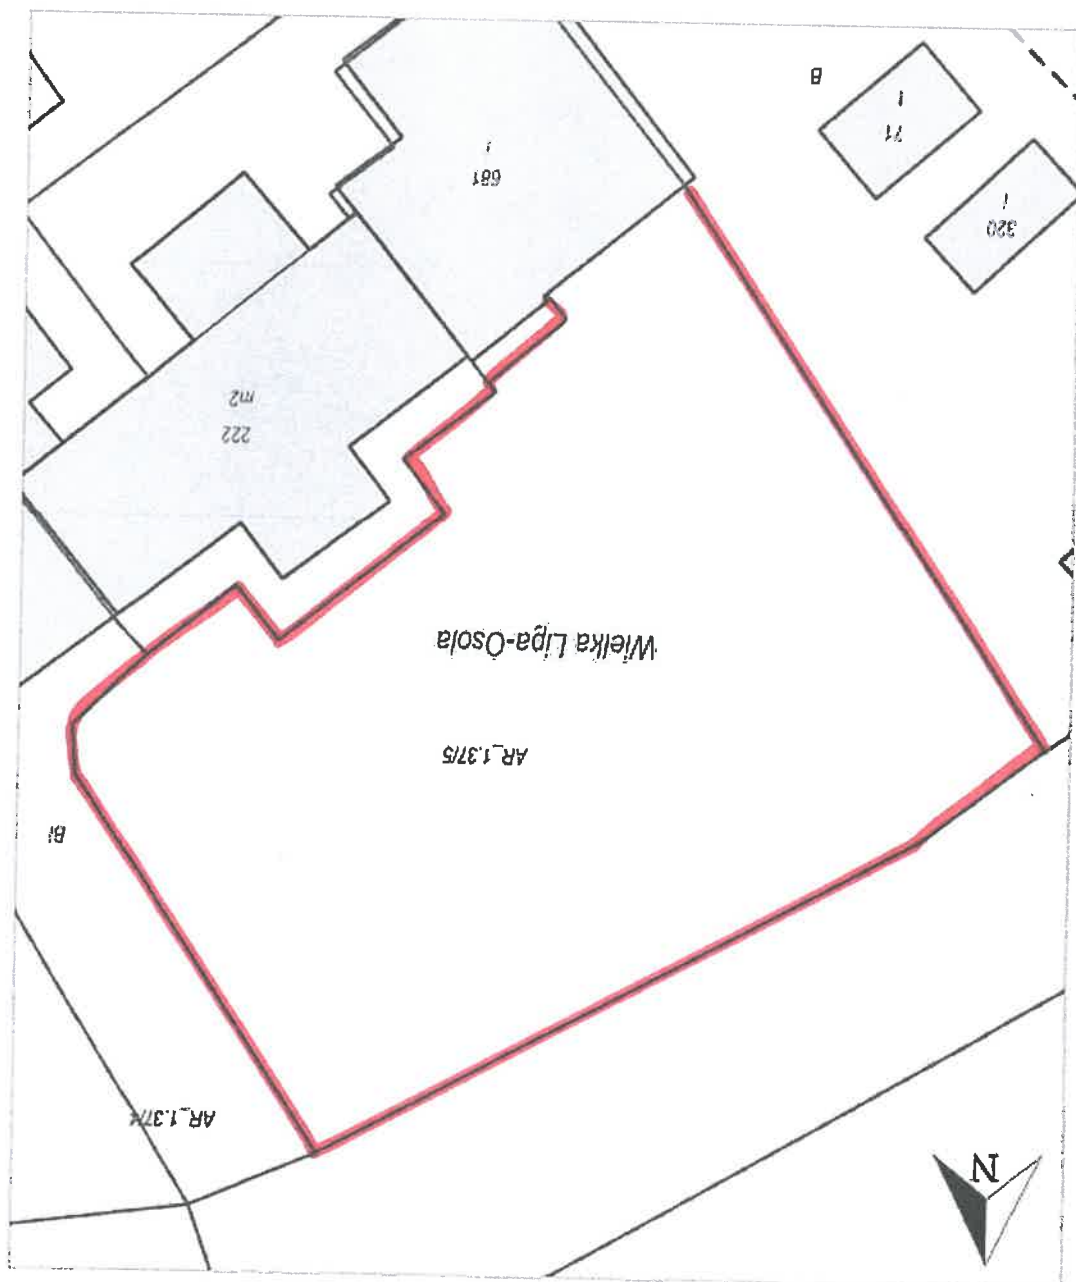 N
AR_1.37/4
Bi
AR_1.37/5
Wielka Lipa-Osola
222
m2
320
i
681
i
71
i
B